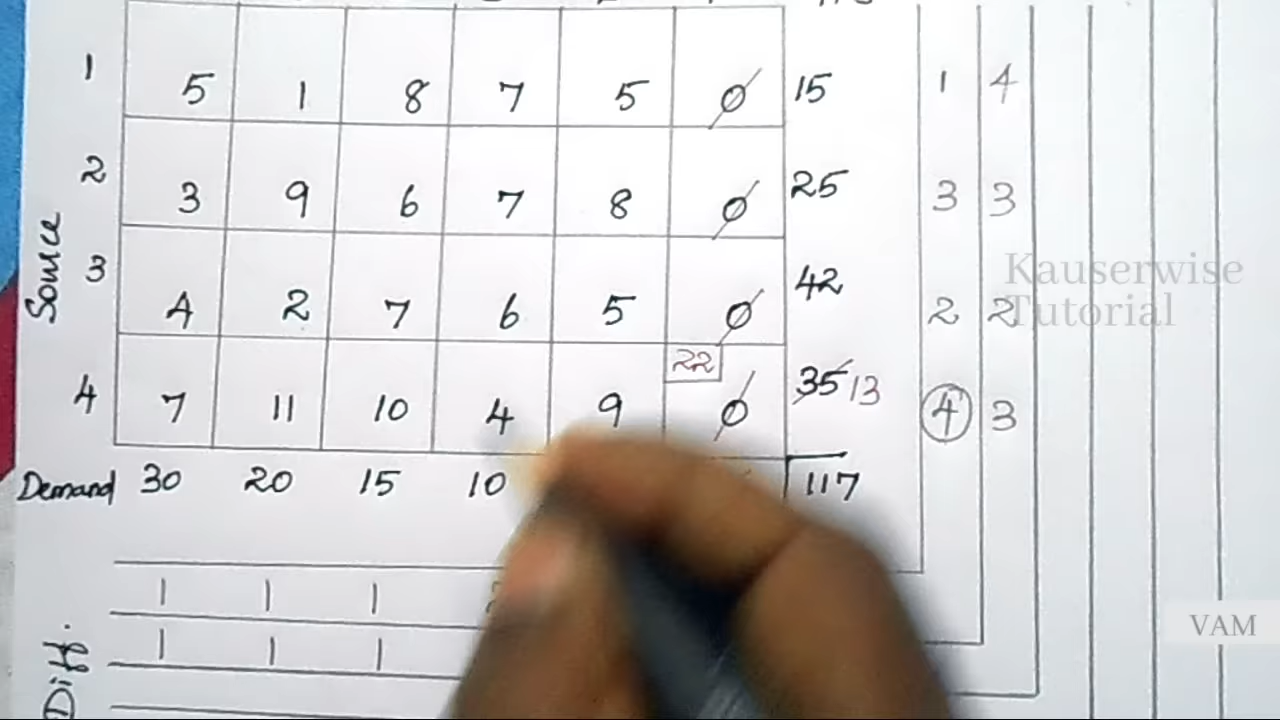 1 5 1 8 7 5 0 15 1 4
2 3 9 6 7 8 0 25 3 3
Source
3 4 2 7 6 5 0 42 2 2
Kauserwise
Tutorial
22
4 7 11 10 4 9 0 35 13 4 3
Demand 30 20 15 10 117
1 1 1
1 1 1
Diff.
VAM